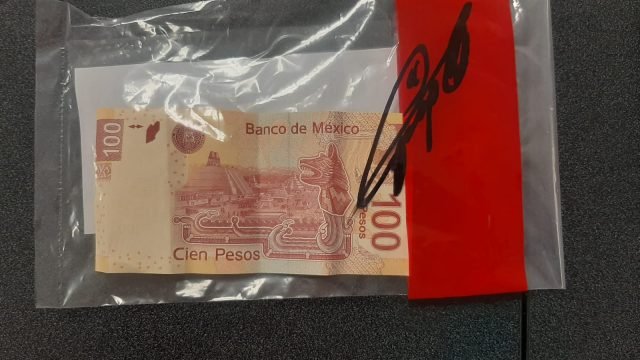 100
Banco de México
Cien Pesos
100
Pesos